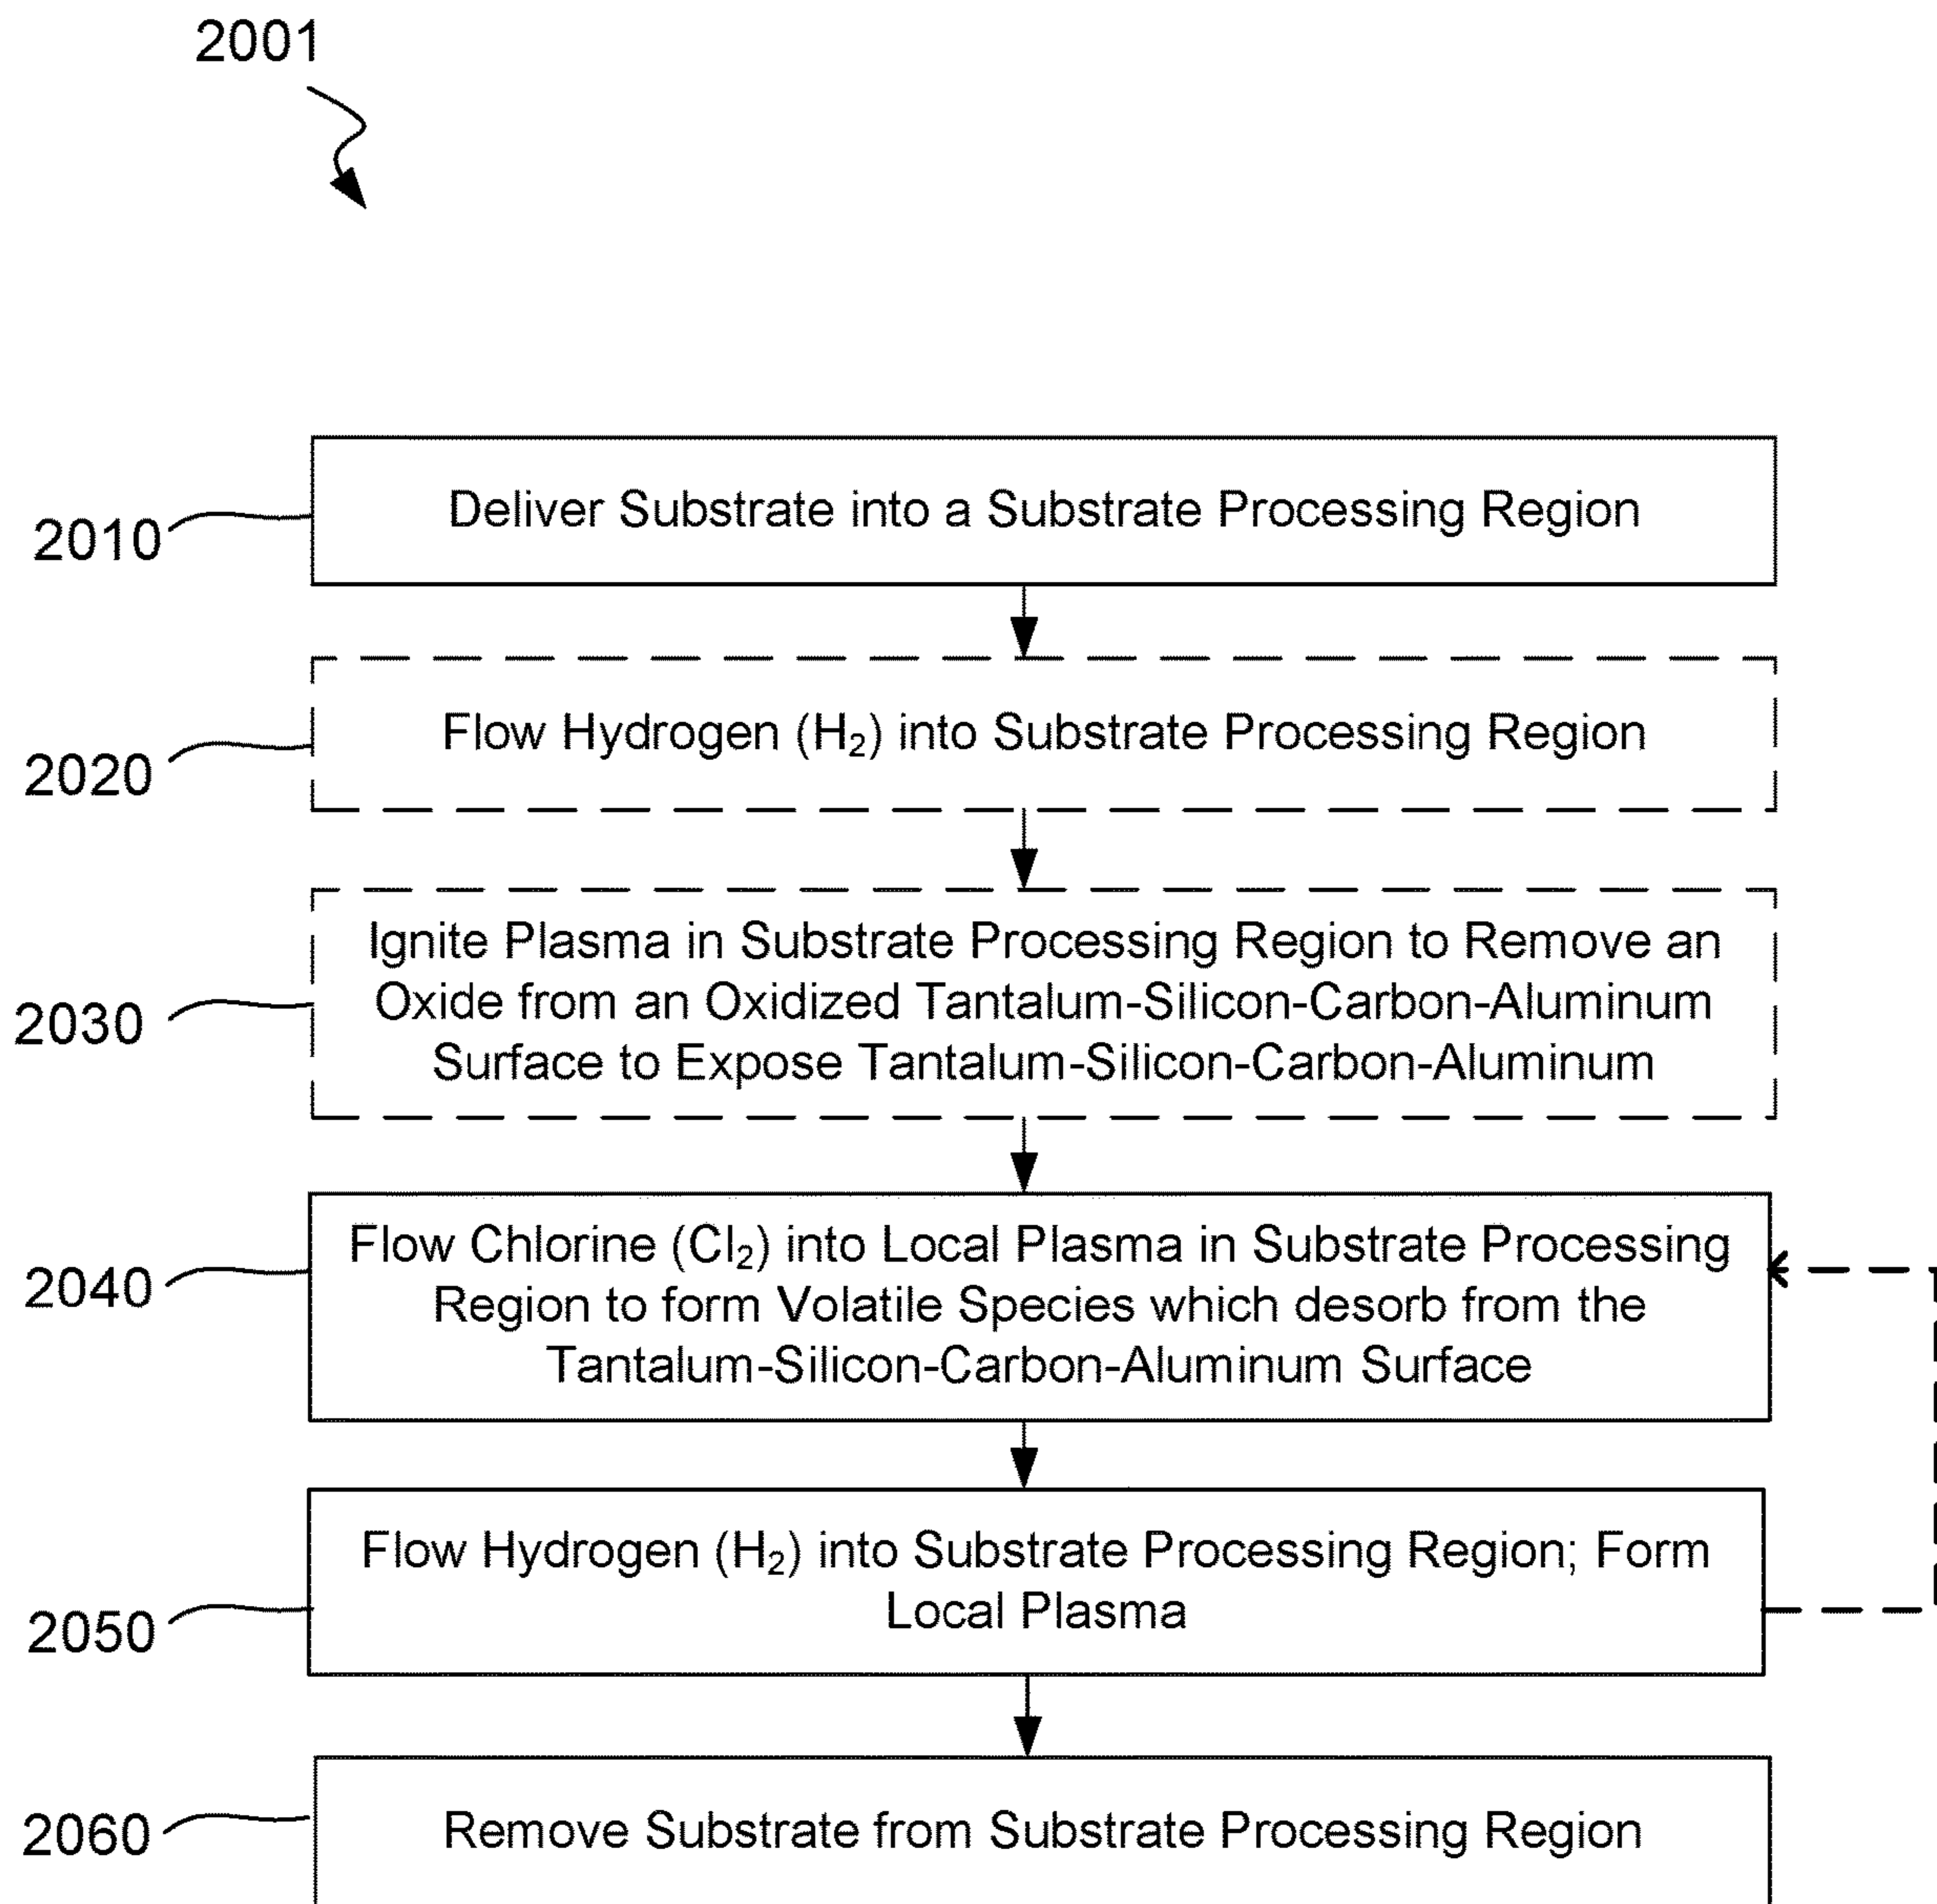 2001
2010
Deliver Substrate into a Substrate Processing Region
2020
Flow Hydrogen (H₂) into Substrate Processing Region
2030
Ignite Plasma in Substrate Processing Region to Remove an
Oxide from an Oxidized Tantalum-Silicon-Carbon-Aluminum
Surface to Expose Tantalum-Silicon-Carbon-Aluminum
2040
Flow Chlorine (Cl₂) into Local Plasma in Substrate Processing
Region to form Volatile Species which desorb from the
Tantalum-Silicon-Carbon-Aluminum Surface
2050
Flow Hydrogen (H₂) into Substrate Processing Region; Form
Local Plasma
2060
Remove Substrate from Substrate Processing Region